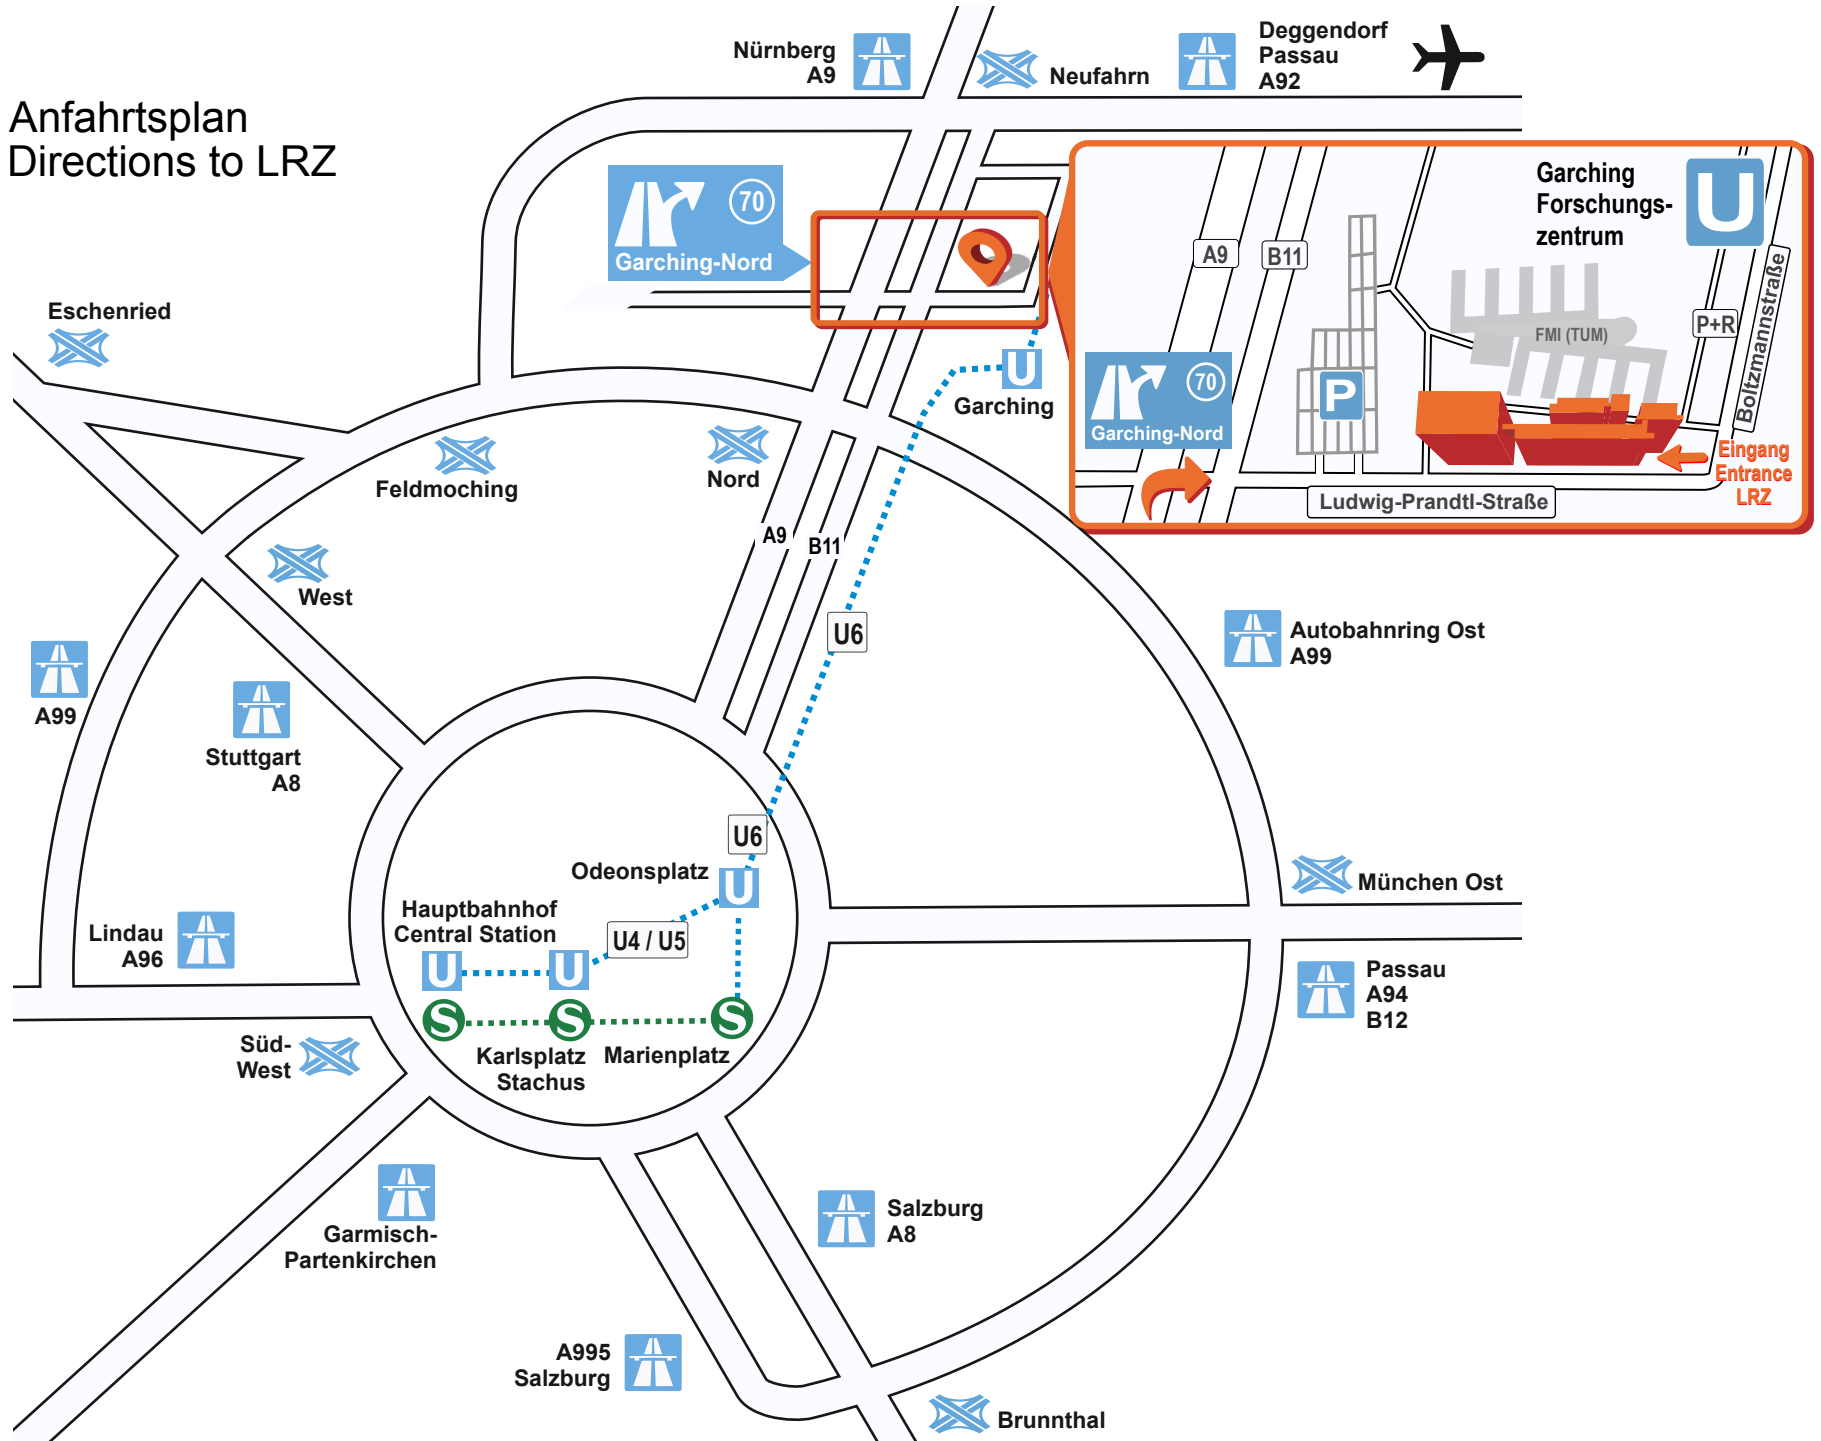 Anfahrtsplan
Directions to LRZ
Nürnberg
A9
Neufahrn
Deggendorf
Passau
A92
70
Garching-Nord
Garching
Forschungs-
zentrum
U
A9
B11
P+R
Boltzmannstraße
FMI (TUM)
P
70
Garching-Nord
Eingang
Entrance
LRZ
Ludwig-Prandtl-Straße
Eschenried
U
Garching
Feldmoching
Nord
A9
B11
West
U6
Autobahnring Ost
A99
A99
Stuttgart
A8
U6
Odeonsplatz
U
München Ost
Hauptbahnhof
Central Station
U4 / U5
Lindau
A96
U
U
Passau
A94
B12
S
S
S
Karlsplatz
Stachus
Marienplatz
Süd-
West
Garmisch-
Partenkirchen
Salzburg
A8
A995
Salzburg
Brunnthal